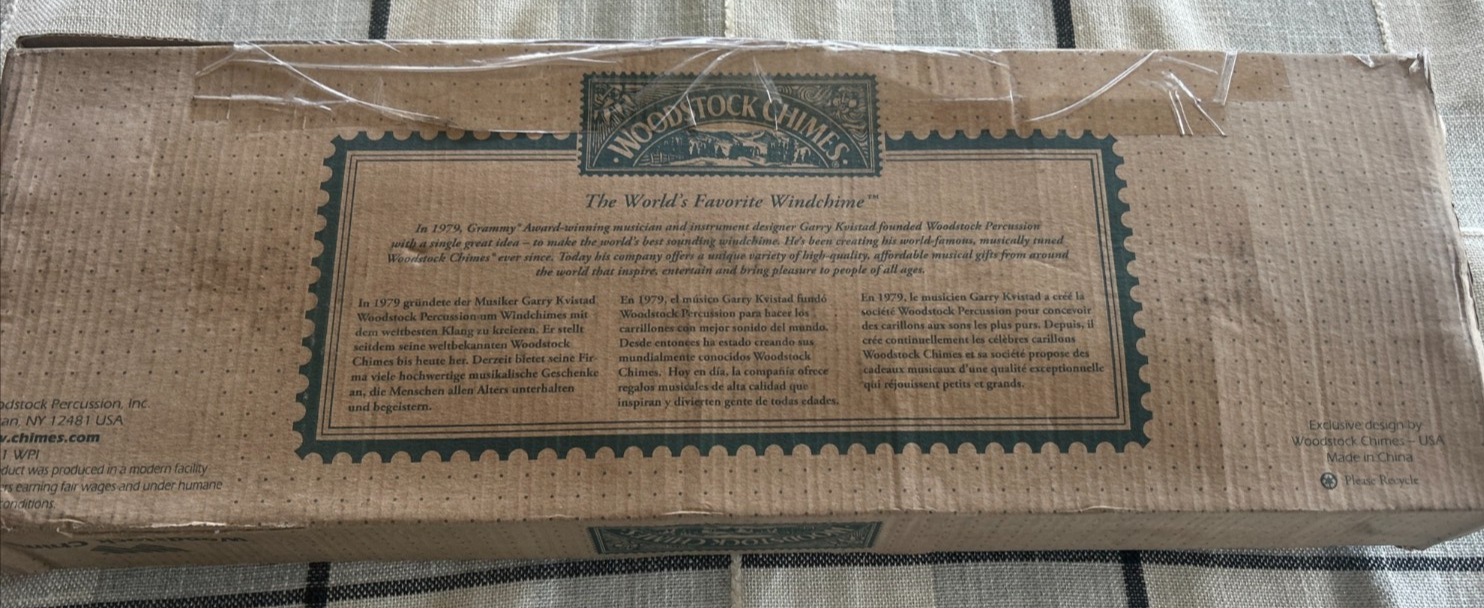 WOODSTOCK CHIMES
The World's Favorite Windchime™
In 1979, Grammy® Award-winning musician and instrument designer Garry Kvistad founded Woodstock Percussion
with a single great idea – to make the world's best sounding windchime. He's been creating his world-famous, musically tuned
Woodstock Chimes® ever since. Today his company offers a unique variety of high-quality, affordable musical gifts from around
the world that inspire, entertain and bring pleasure to people of all ages.
In 1979 gründete der Musiker Garry Kvistad
Woodstock Percussion um Windchimes mit
dem weltbesten Klang zu kreieren. Er stellt
seitdem seine weltbekannten Woodstock
Chimes bis heute her. Derzeit bietet seine Fir-
ma viele hochwertige musikalische Geschenke
an, die Menschen allen Alters unterhalten
und begeistern.
En 1979, el músico Garry Kvistad fundó
Woodstock Percussion para hacer los
carrillones con mejor sonido del mundo.
Desde entonces ha estado creando sus
mundialmente conocidos Woodstock
Chimes. Hoy en día, la compañía ofrece
regalos musicales de alta calidad que
inspiran y divierten gente de todas edades.
En 1979, le musicien Garry Kvistad a créé la
société Woodstock Percussion pour concevoir
des carillons aux sons les plus purs. Depuis, il
crée continuellement les célèbres carillons
Woodstock Chimes et sa société propose des
cadeaux musicaux d'une qualité exceptionnelle
qui réjouissent petits et grands.
odstock Percussion, Inc.
an, NY 12481 USA
v.chimes.com
1 WPI
duct was produced in a modern facility
rs earning fair wages and under humane
conditions.
Exclusive design by
Woodstock Chimes – USA
Made in China
Please Recycle
WOODSTOCK CHIMES
WOODSTOCK CHIM